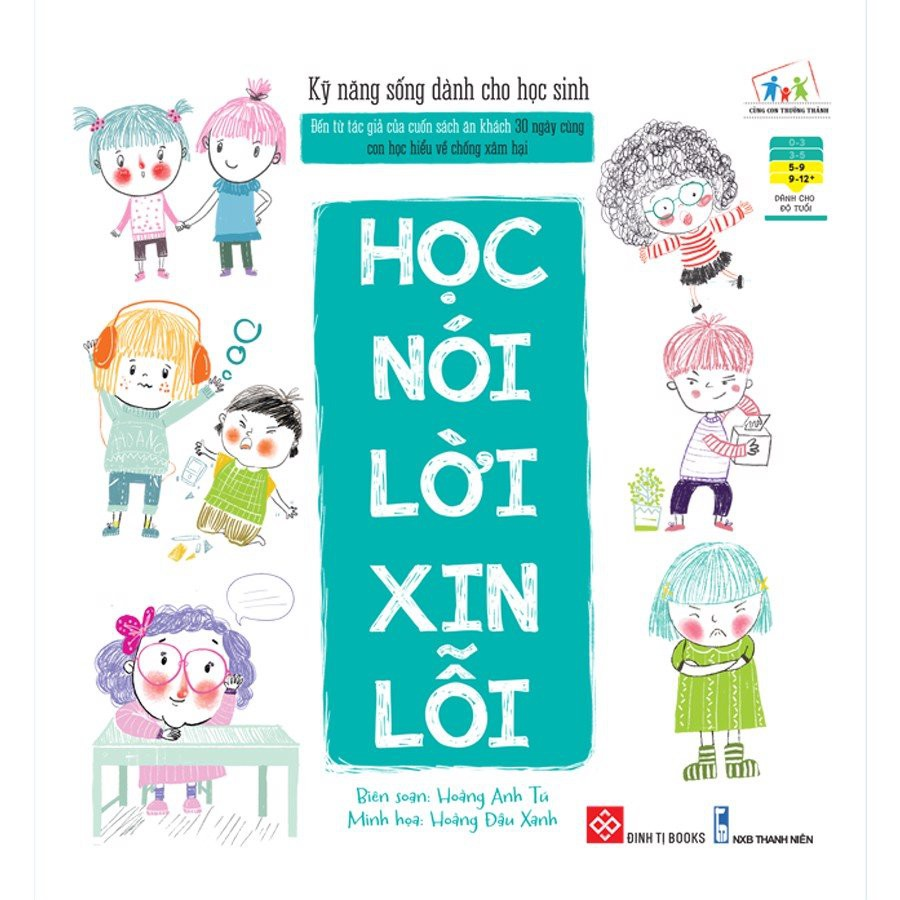 Kỹ năng sống dành cho học sinh
Đến từ tác giả của cuốn sách ăn khách 30 ngày cùng
con học hiểu về chống xâm hại
CÙNG CON TRƯỞNG THÀNH
0-3
3-5
5-9
9-12+
DÀNH CHO
ĐỘ TUỔI
HỌC
NÓI
LỜI
XIN
LỖI
HOÀNG
Biên soạn: Hoàng Anh Tú
Minh họa: Hoàng Đậu Xanh
ĐINH TỊ BOOKS
NXB THANH NIÊN